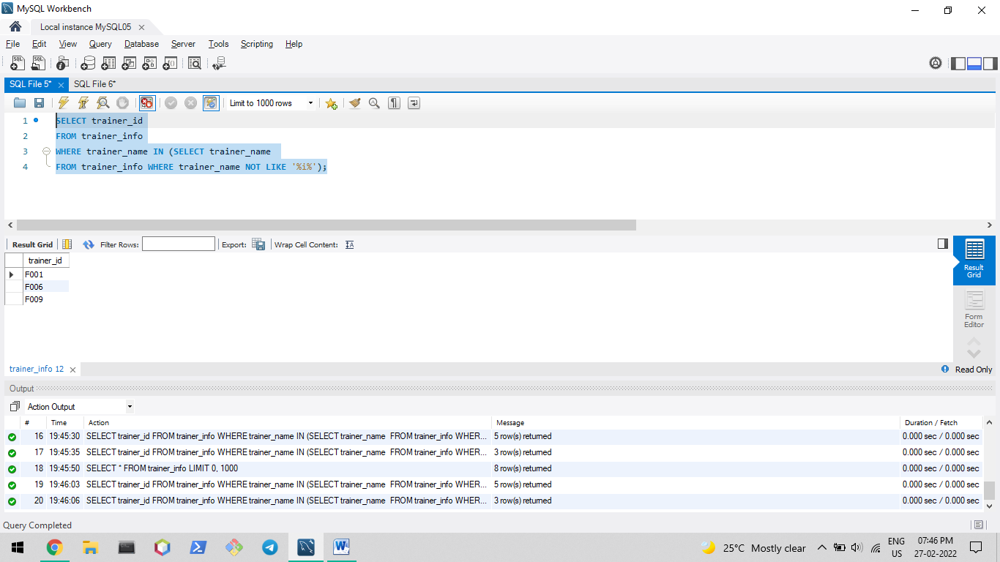 MySQL Workbench
Local instance MySQL05
File Edit View Query Database Server Tools Scripting Help
SQL File 5* SQL File 6*
Limit to 1000 rows
1 SELECT trainer_id
2 FROM trainer_info
3 WHERE trainer_name IN (SELECT trainer_name
4 FROM trainer_info WHERE trainer_name NOT LIKE '%i%');
Result Grid Filter Rows: Export: Wrap Cell Content:
trainer_id
F001
F006
F009
Result
Grid
Form
Editor
trainer_info 12 Read Only
Output
Action Output
# Time Action Message Duration / Fetch
16 19:45:30 SELECT trainer_id FROM trainer_info WHERE trainer_name IN (SELECT trainer_name FROM trainer_info WHER... 5 row(s) returned 0.000 sec / 0.000 sec
17 19:45:35 SELECT trainer_id FROM trainer_info WHERE trainer_name IN (SELECT trainer_name FROM trainer_info WHER... 3 row(s) returned 0.000 sec / 0.000 sec
18 19:45:50 SELECT * FROM trainer_info LIMIT 0, 1000 8 row(s) returned 0.000 sec / 0.000 sec
19 19:46:03 SELECT trainer_id FROM trainer_info WHERE trainer_name IN (SELECT trainer_name FROM trainer_info WHER... 5 row(s) returned 0.000 sec / 0.000 sec
20 19:46:06 SELECT trainer_id FROM trainer_info WHERE trainer_name IN (SELECT trainer_name FROM trainer_info WHER... 3 row(s) returned 0.000 sec / 0.000 sec
Query Completed
25°C Mostly clear
ENG
US
07:46 PM
27-02-2022